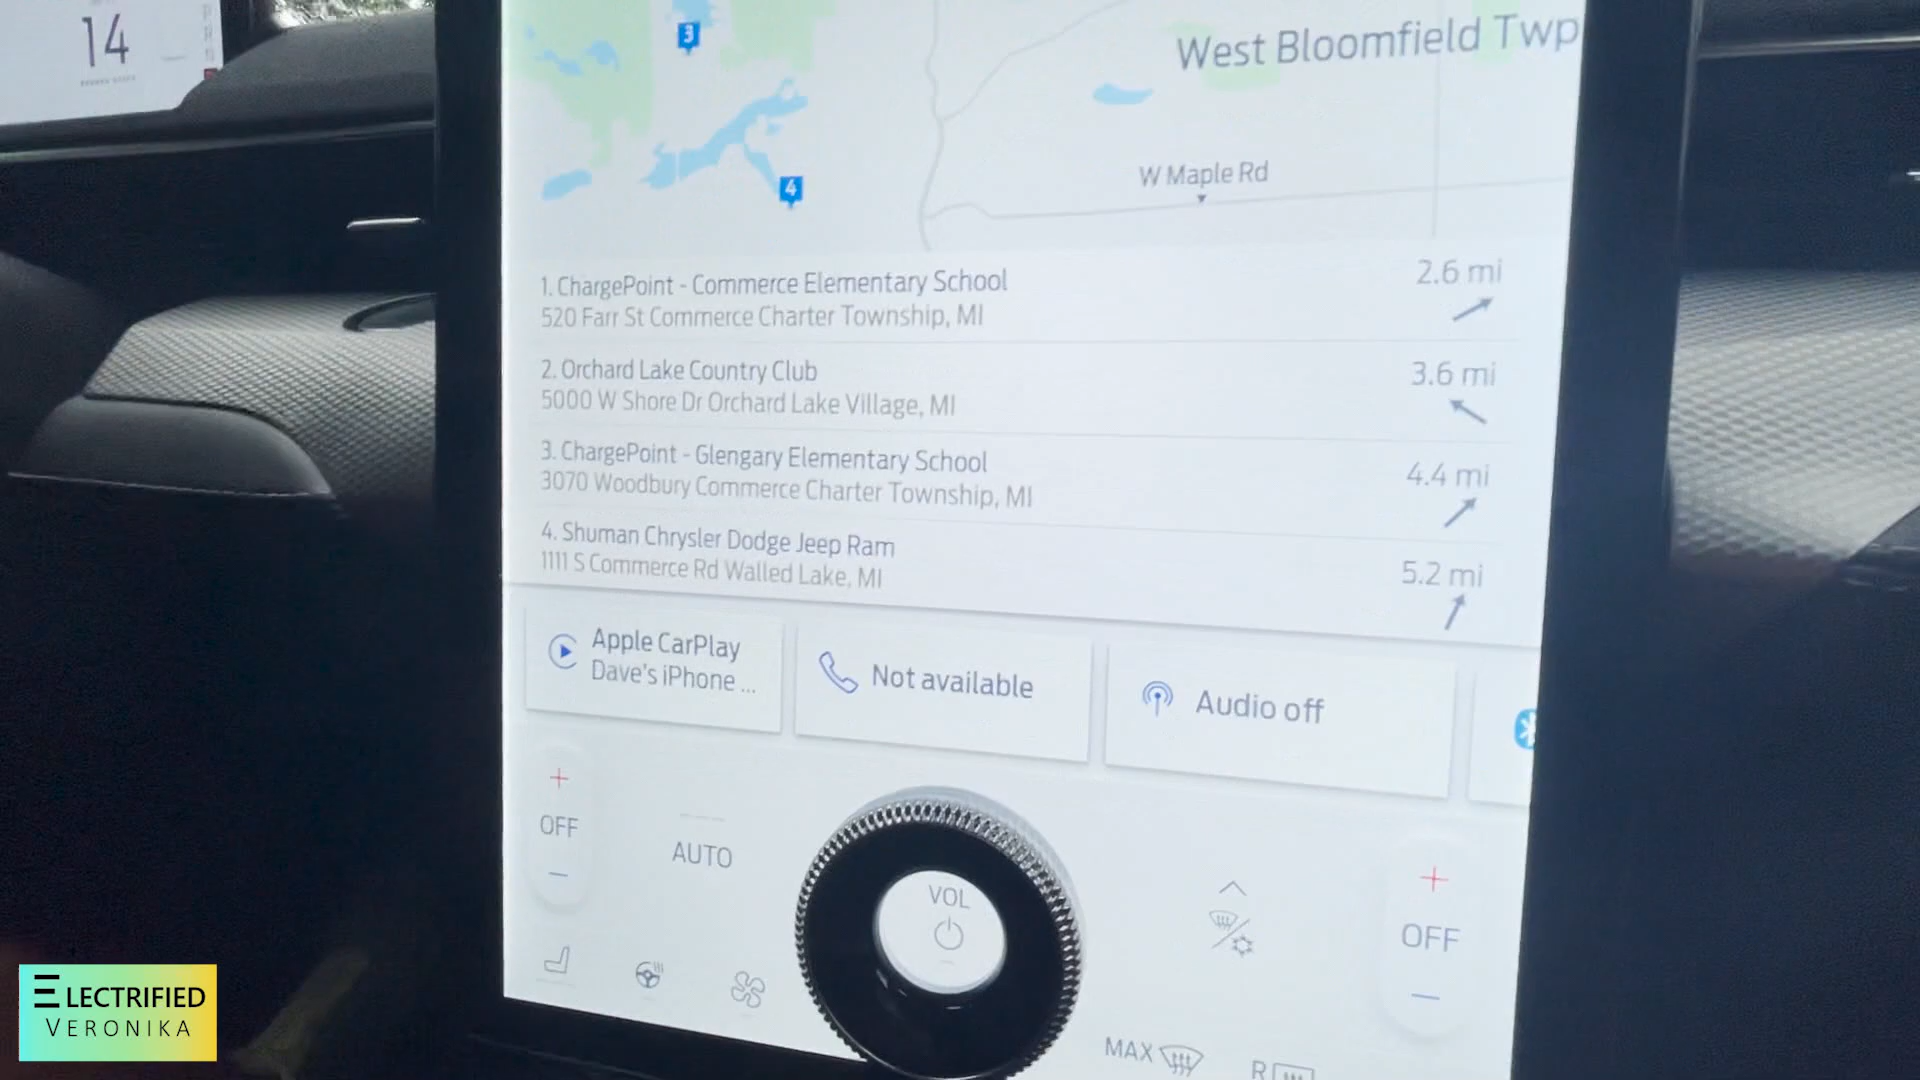 14
3
West Bloomfield Twp
W Maple Rd
4
1. ChargePoint - Commerce Elementary School
520 Farr St Commerce Charter Township, MI
2.6 mi
2. Orchard Lake Country Club
5000 W Shore Dr Orchard Lake Village, MI
3.6 mi
3. ChargePoint - Glengary Elementary School
3070 Woodbury Commerce Charter Township, MI
4.4 mi
4. Shuman Chrysler Dodge Jeep Ram
1111 S Commerce Rd Walled Lake, MI
5.2 mi
Apple CarPlay
Dave's iPhone ...
Not available
Audio off
OFF
AUTO
VOL
OFF
MAX
R
ELECTRIFIED
VERONIKA